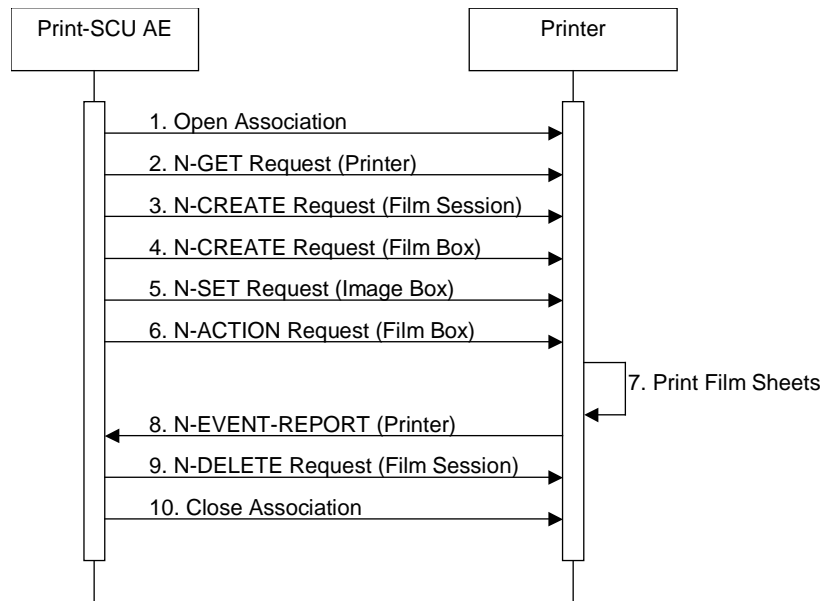 Print-SCU AE
Printer
1. Open Association
2. N-GET Request (Printer)
3. N-CREATE Request (Film Session)
4. N-CREATE Request (Film Box)
5. N-SET Request (Image Box)
6. N-ACTION Request (Film Box)
7. Print Film Sheets
8. N-EVENT-REPORT (Printer)
9. N-DELETE Request (Film Session)
10. Close Association